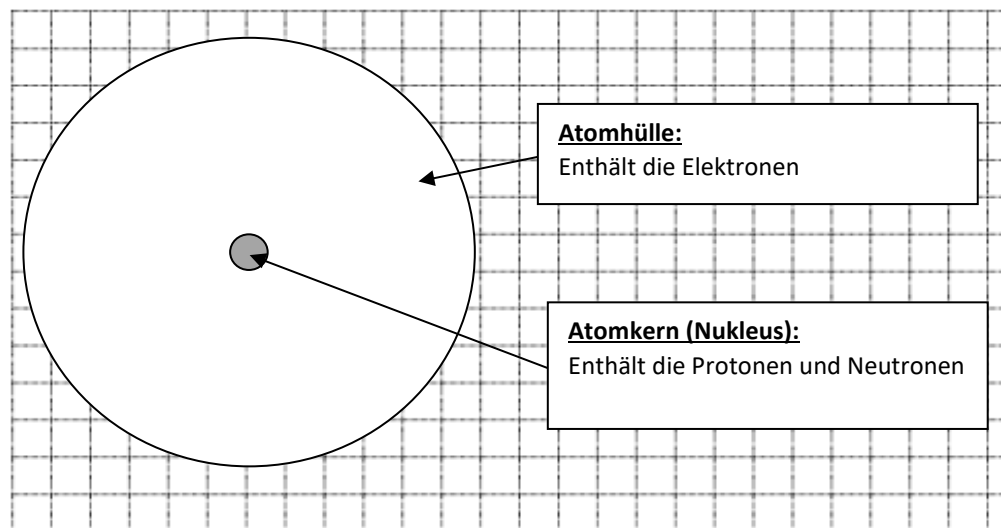 Atomhülle:
Enthält die Elektronen
Atomkern (Nukleus):
Enthält die Protonen und Neutronen